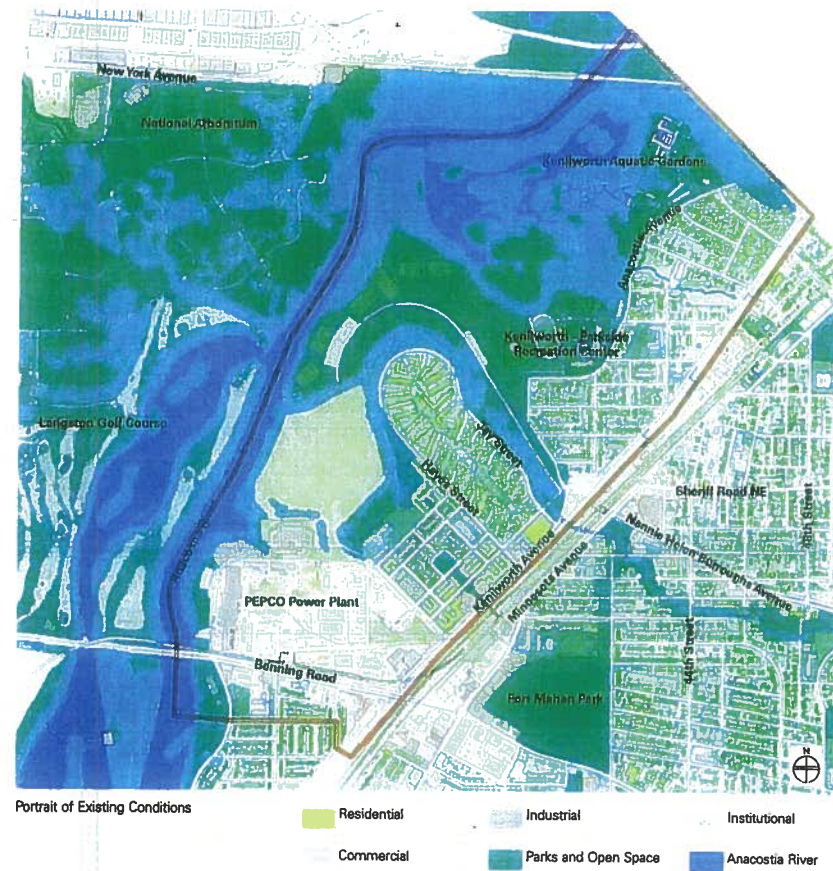 New York Avenue
National Arboretum
Kenilworth Aquatic Gardens
Anacostia Avenue
Kenilworth - Parkside
Recreation Center
Langston Golf Course
Jay Street
Hayes Street
Sheriff Road NE
48th Street
Nannie Helen Burroughs Avenue
Kenilworth Avenue
Minnesota Avenue
PEPCO Power Plant
44th Street
Benning Road
Fort Mahan Park
N
Portrait of Existing Conditions
Residential
Industrial
Institutional
Commercial
Parks and Open Space
Anacostia River